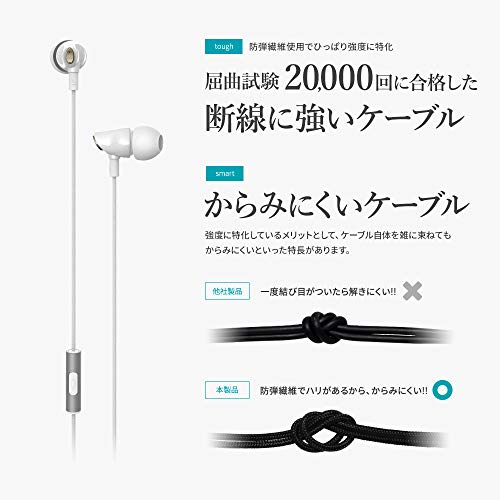 tough 防弾繊維使用でひっぱり強度に特化
屈曲試験 20,000回に合格した
断線に強いケーブル
smart
からみにくいケーブル
強度に特化しているメリットとして、ケーブル自体を雑に束ねても
からみにくいといった特長があります。
他社製品 一度結び目がついたら解きにくい!!
本製品 防弾繊維でハリがあるから、からみにくい!!